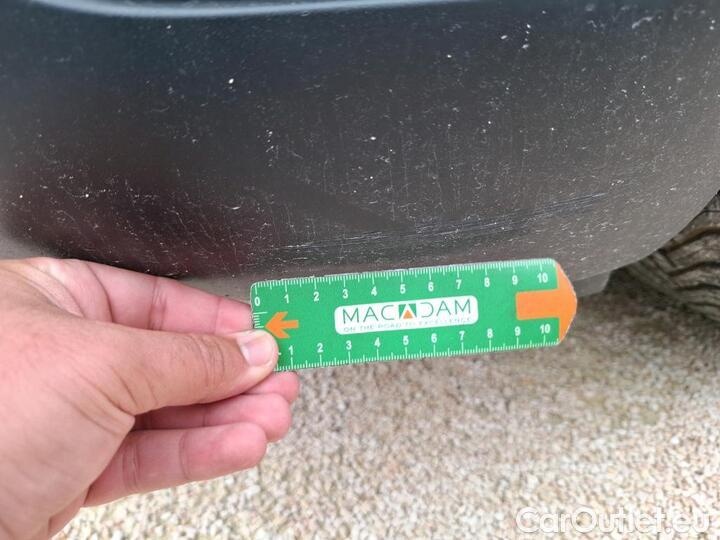 0 1 2 3 4 5 6 7 8 9 10
MACADAM
ON THE ROAD TO EXCELLENCE
1 2 3 4 5 6 7 8 9 10
CarOutlet.eu